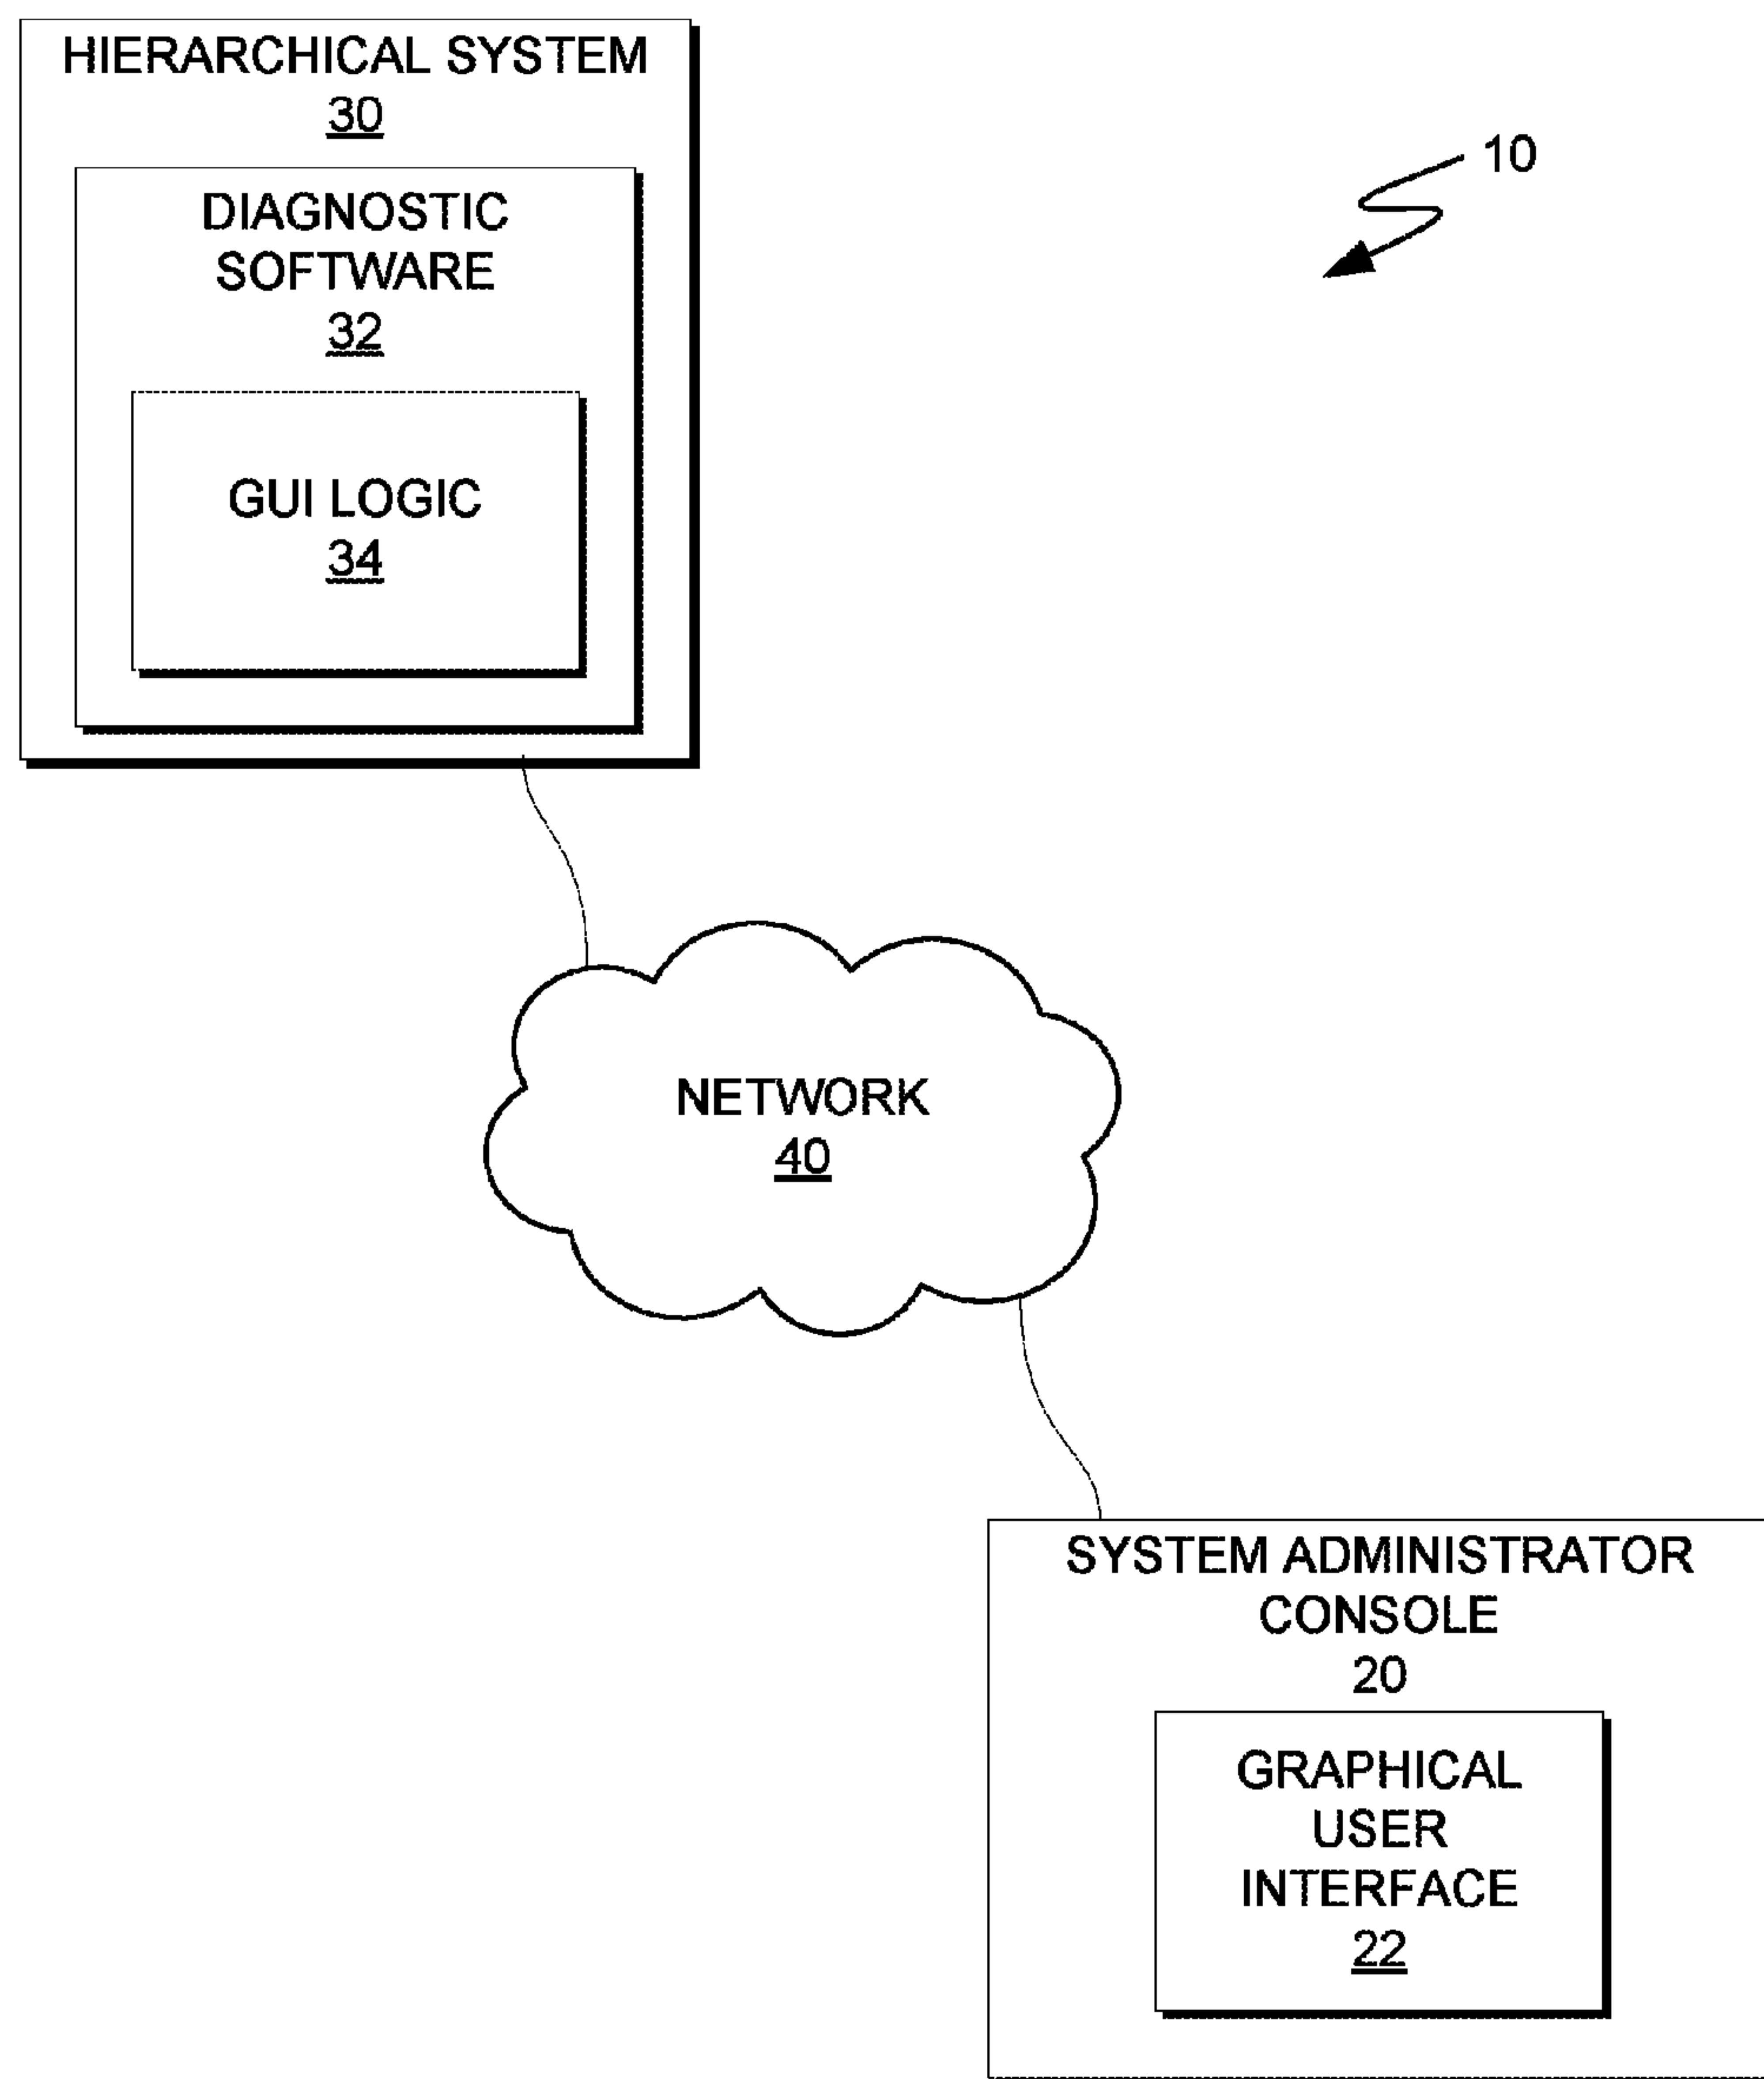 HIERARCHICAL SYSTEM
30
DIAGNOSTIC
SOFTWARE
32
GUI LOGIC
34
10
NETWORK
40
SYSTEM ADMINISTRATOR
CONSOLE
20
GRAPHICAL
USER
INTERFACE
22